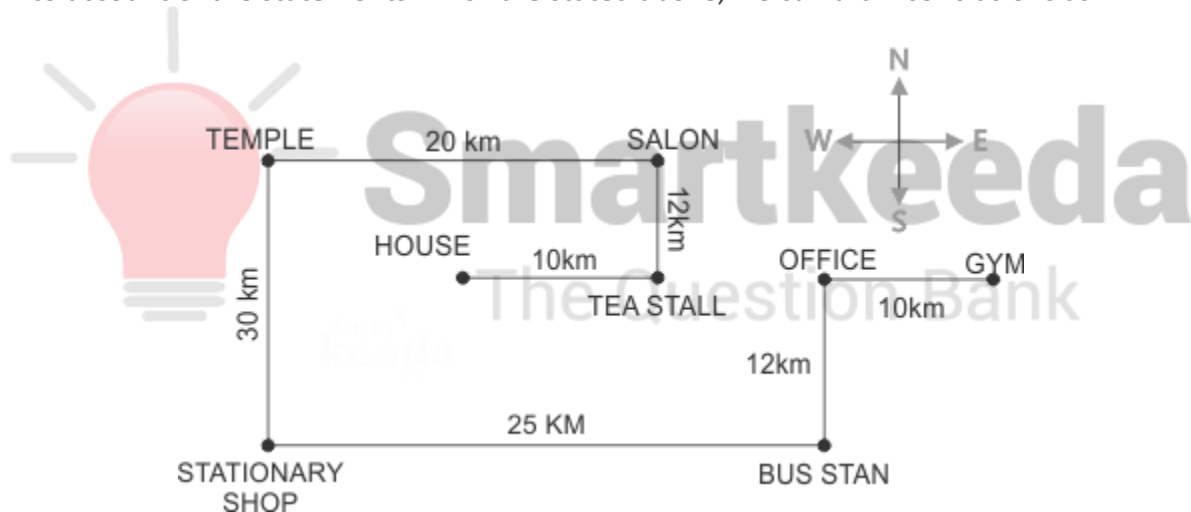 N
TEMPLE 20 km SALON W E
Smartkeeda
12km
S
HOUSE 10km OFFICE GYM
The Question Bank
30 km TEA STALL 10km
12km
25 KM
STATIONARY BUS STAN
SHOP